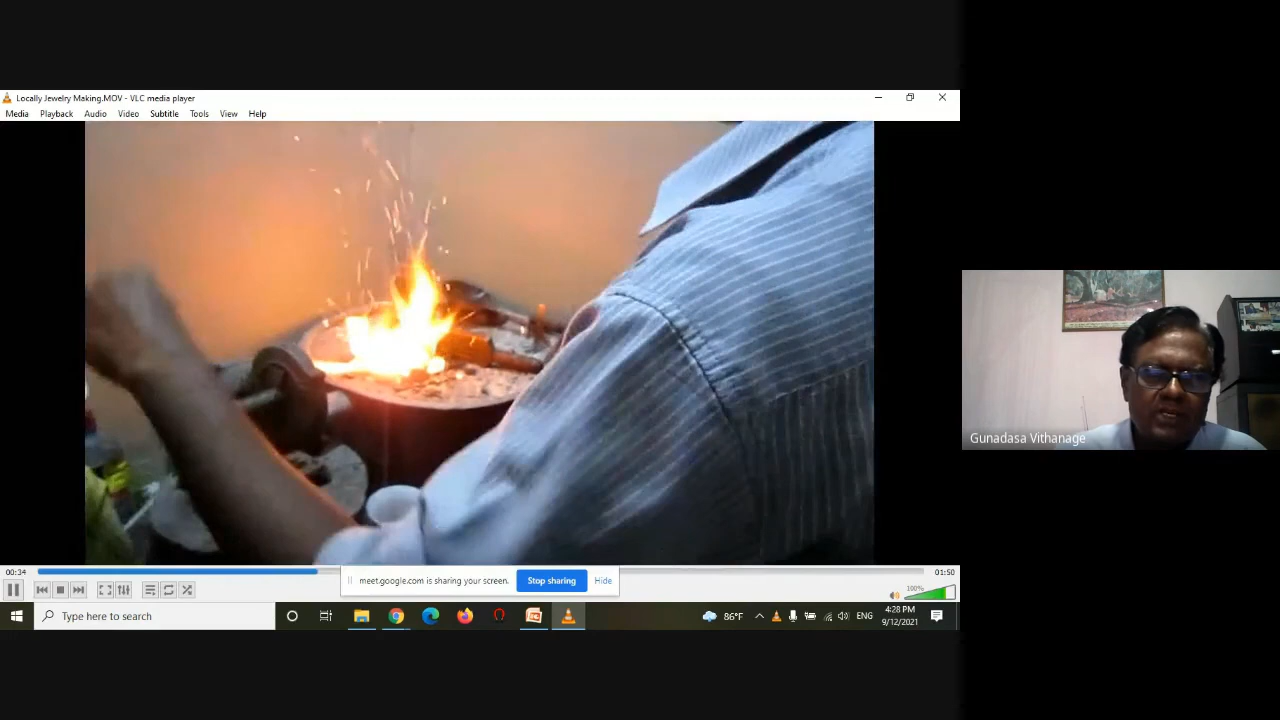 Locally Jewelry Making.MOV - VLC media player
Media Playback Audio Video Subtitle Tools View Help
Gunadasa Vithanage
00:34
01:50
meet.google.com is sharing your screen. Stop sharing Hide
100%
Type here to search
86°F
ENG
4:28 PM
9/12/2021